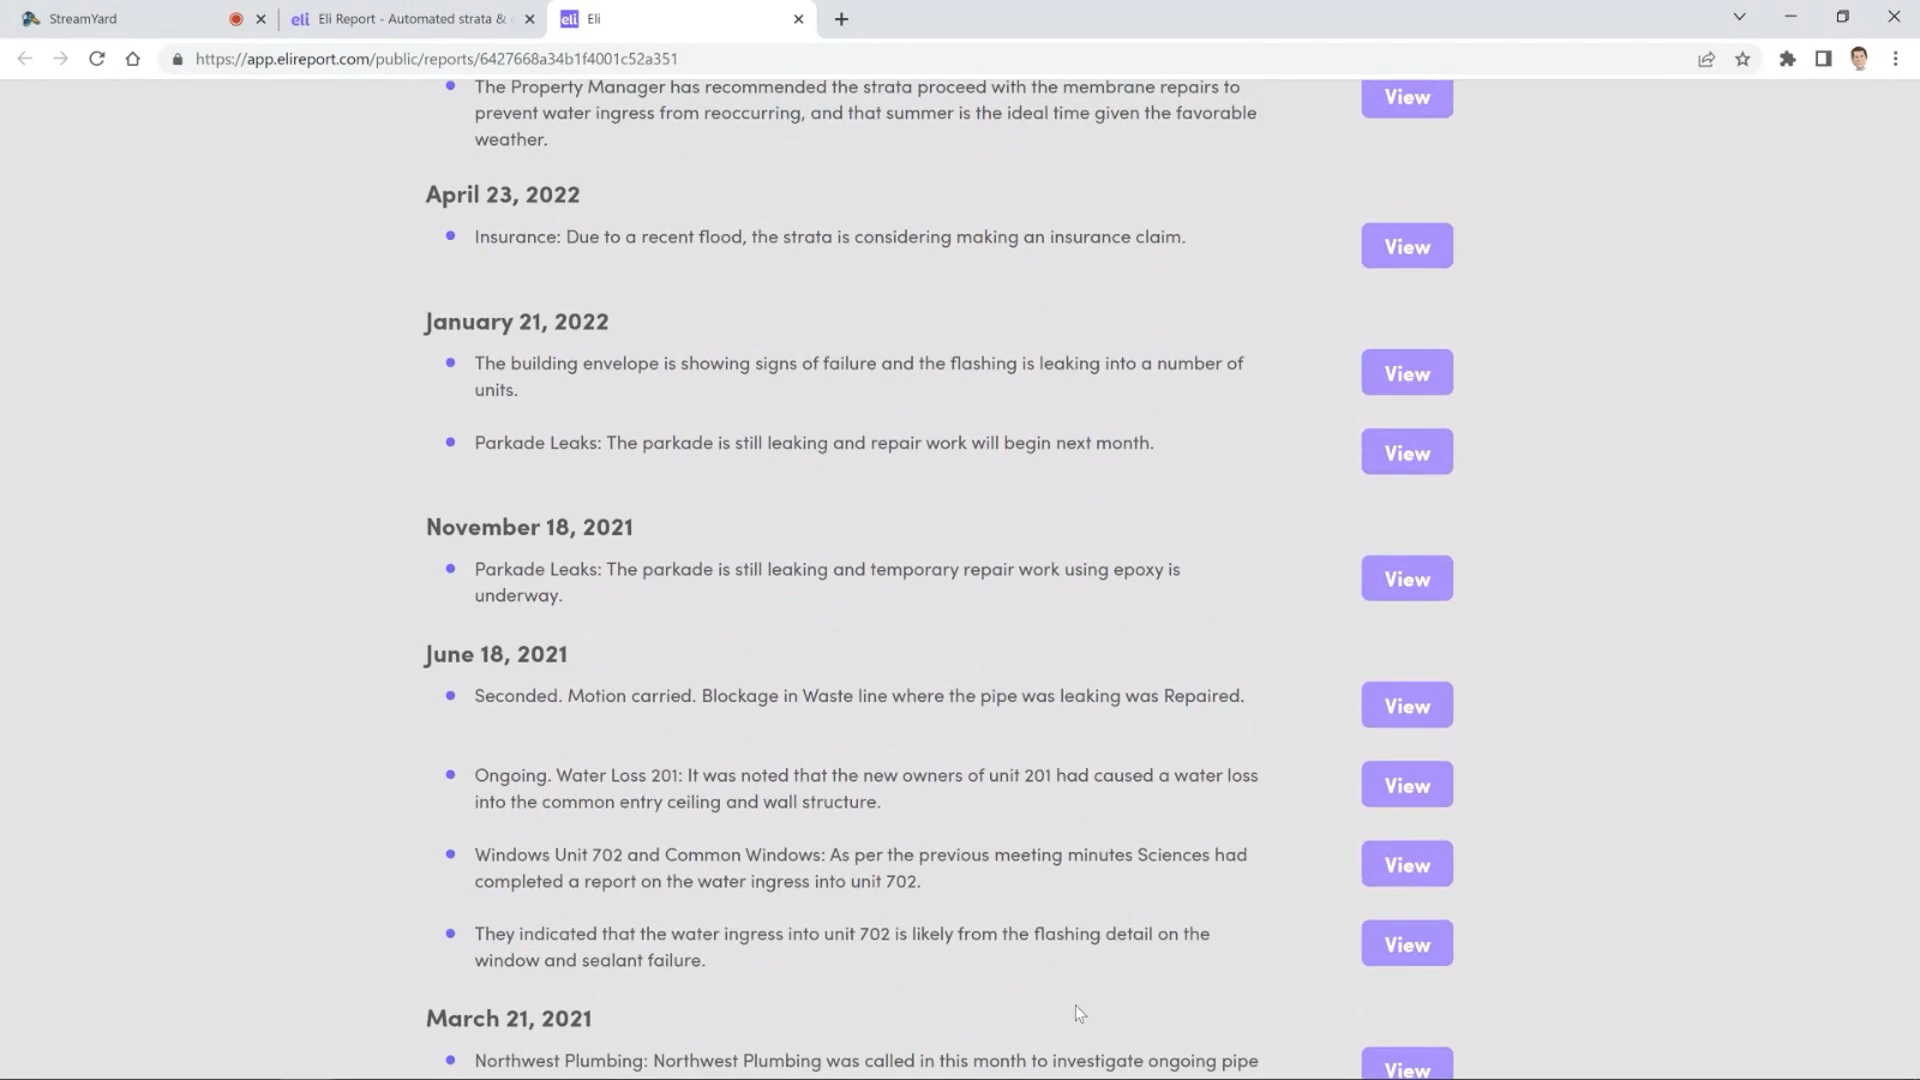 StreamYard
eli Eli Report - Automated strata &
eli Eli
https://app.elireport.com/public/reports/6427668a34b1f4001c52a351
The Property Manager has recommended the strata proceed with the membrane repairs to
prevent water ingress from reoccurring, and that summer is the ideal time given the favorable
weather.
View
April 23, 2022
Insurance: Due to a recent flood, the strata is considering making an insurance claim.
View
January 21, 2022
The building envelope is showing signs of failure and the flashing is leaking into a number of
units.
View
Parkade Leaks: The parkade is still leaking and repair work will begin next month.
View
November 18, 2021
Parkade Leaks: The parkade is still leaking and temporary repair work using epoxy is
underway.
View
June 18, 2021
Seconded. Motion carried. Blockage in Waste line where the pipe was leaking was Repaired.
View
Ongoing. Water Loss 201: It was noted that the new owners of unit 201 had caused a water loss
into the common entry ceiling and wall structure.
View
Windows Unit 702 and Common Windows: As per the previous meeting minutes Sciences had
completed a report on the water ingress into unit 702.
View
They indicated that the water ingress into unit 702 is likely from the flashing detail on the
window and sealant failure.
View
March 21, 2021
Northwest Plumbing: Northwest Plumbing was called in this month to investigate ongoing pipe
View